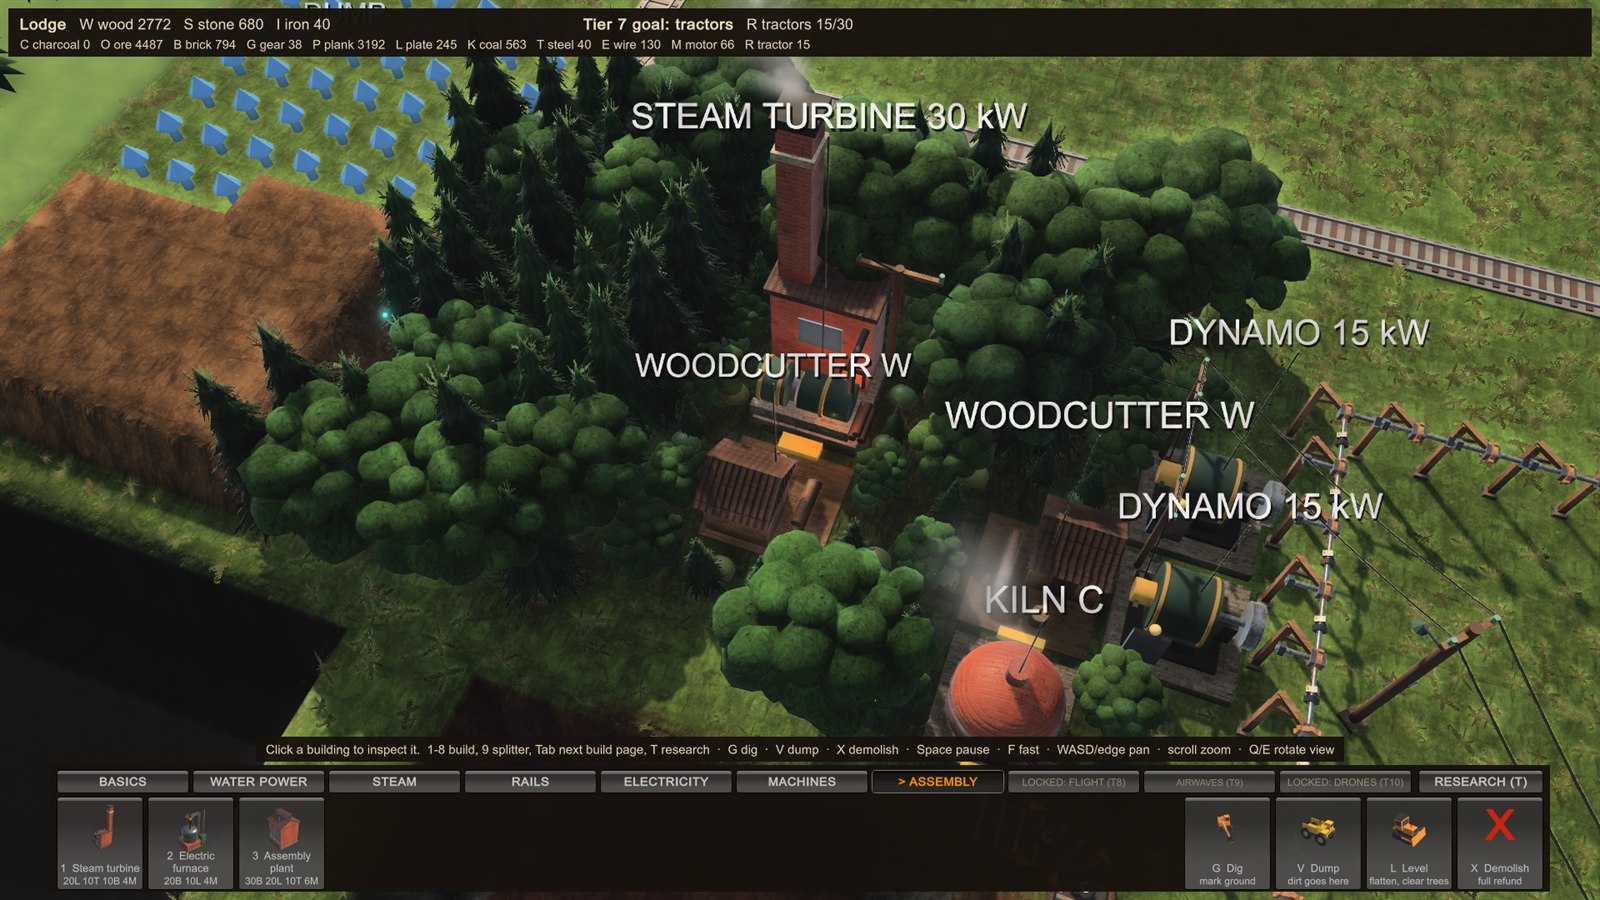 PUMP
Lodge W wood 2772 S stone 680 I iron 40
Tier 7 goal: tractors R tractors 15/30
C charcoal 0 O ore 4487 B brick 794 G gear 38 P plank 3192 L plate 245 K coal 563 T steel 40 E wire 130 M motor 66 R tractor 15
STEAM TURBINE 30 kW
DYNAMO 15 kW
WOODCUTTER W
WOODCUTTER W
DYNAMO 15 kW
KILN C
Click a building to inspect it. 1-8 build, 9 splitter, Tab next build page, T research · G dig · V dump · X demolish · Space pause · F fast · WASD/edge pan · scroll zoom · Q/E rotate view
BASICS
WATER POWER
STEAM
RAILS
ELECTRICITY
MACHINES
> ASSEMBLY
LOCKED: FLIGHT (T8)
AIRWAVES (T9)
LOCKED: DRONES (T10)
RESEARCH (T)
1 Steam turbine
20L 10T 10B 4M
2 Electric
furnace
20B 10L 4M
3 Assembly
plant
30B 20L 10T 6M
G Dig
mark ground
V Dump
dirt goes here
L Level
flatten, clear trees
X Demolish
full refund